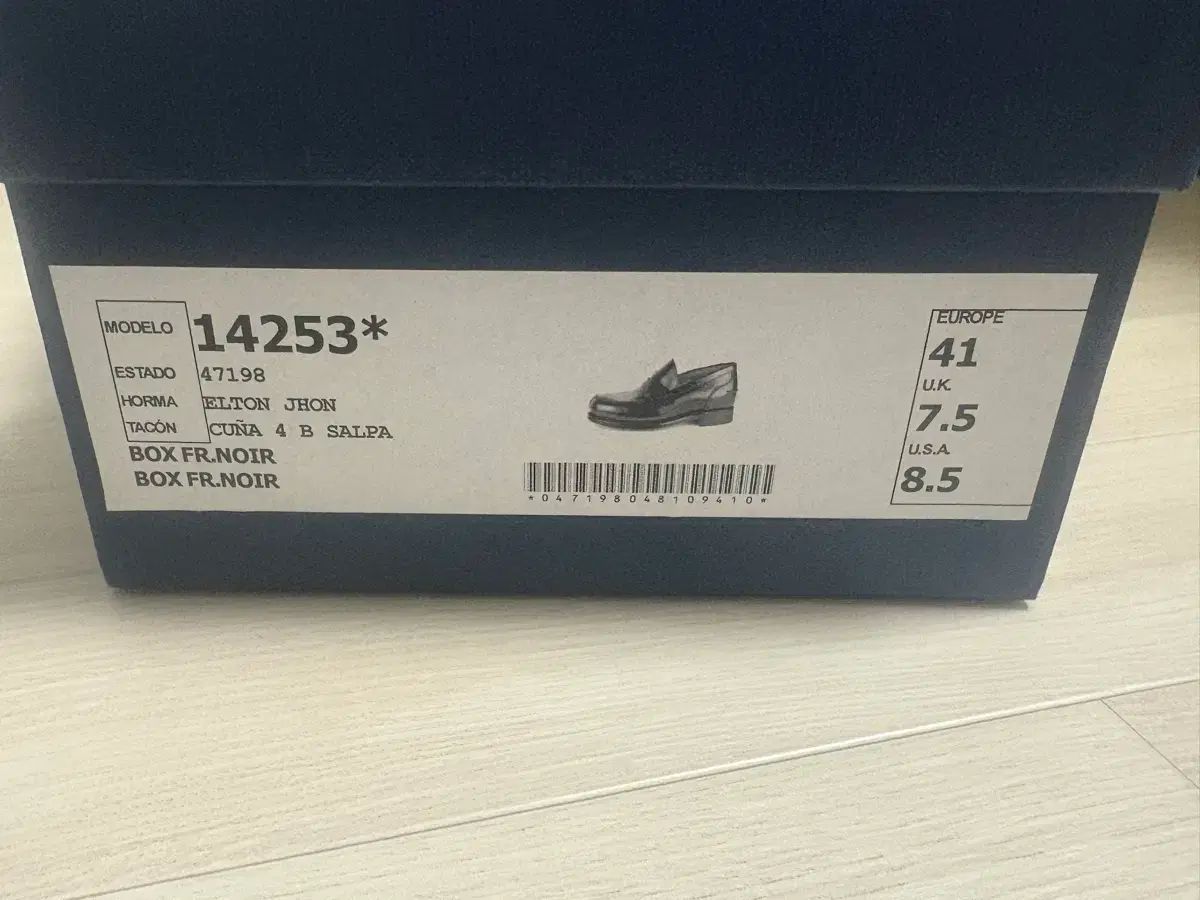 MODELO 14253*
ESTADO 47198
HORMA ELTON JHON
TACÓN CUÑA 4 B SALPA
BOX FR.NOIR
BOX FR.NOIR
*047198048109410*
EUROPE
41
U.K.
7.5
U.S.A.
8.5